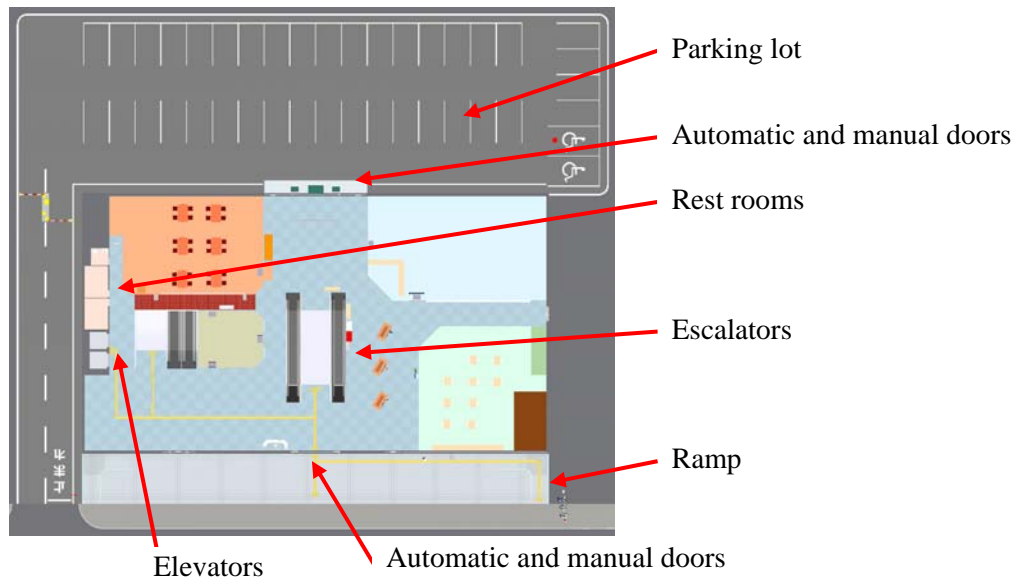 Parking lot
Automatic and manual doors
Rest rooms
Escalators
Ramp
Automatic and manual doors
Elevators